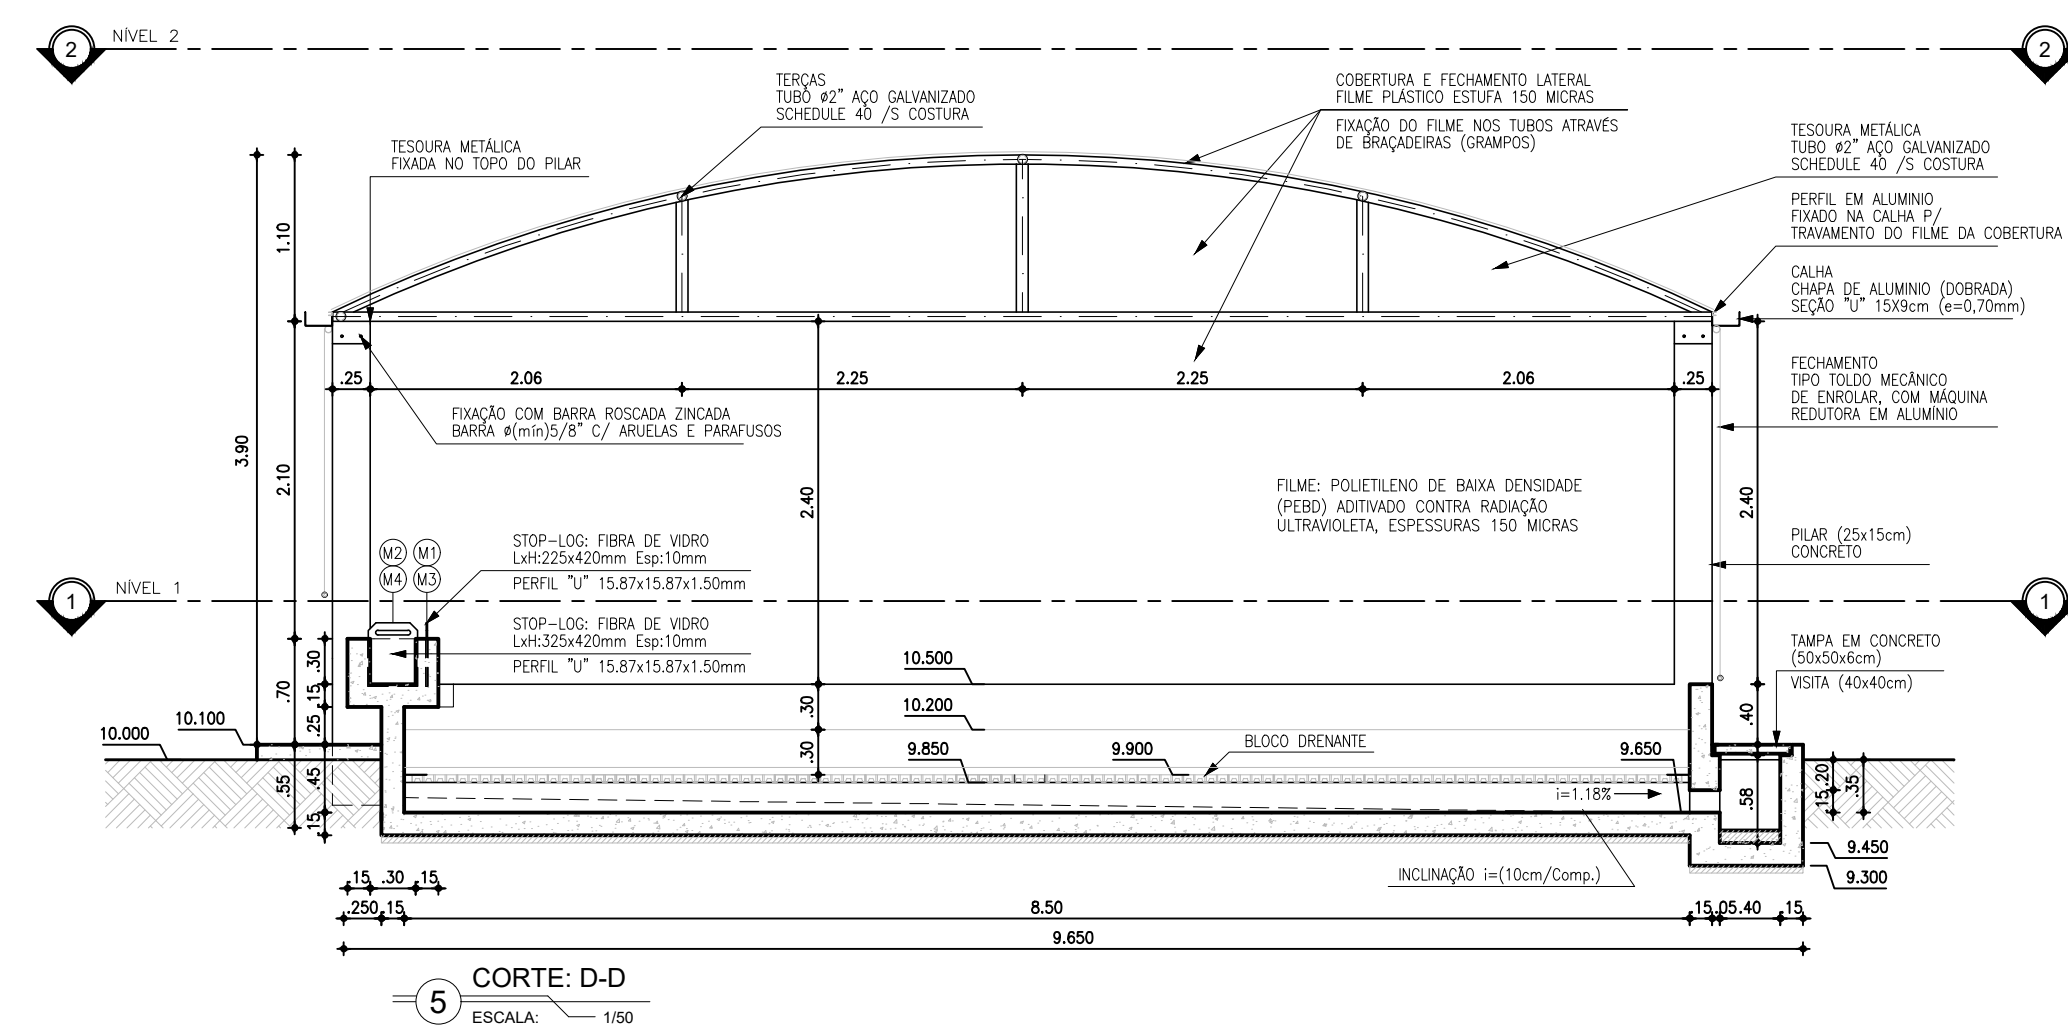 2
NÍVEL 2
2
TERÇAS
TUBO ø2" AÇO GALVANIZADO
SCHEDULE 40 /S COSTURA
COBERTURA E FECHAMENTO LATERAL
FILME PLÁSTICO ESTUFA 150 MICRAS
FIXAÇÃO DO FILME NOS TUBOS ATRAVÉS
DE BRAÇADEIRAS (GRAMPOS)
TESOURA METÁLICA
FIXADA NO TOPO DO PILAR
TESOURA METÁLICA
TUBO ø2" AÇO GALVANIZADO
SCHEDULE 40 /S COSTURA
PERFIL EM ALUMINIO
FIXADO NA CALHA P/
TRAVAMENTO DO FILME DA COBERTURA
CALHA
CHAPA DE ALUMINIO (DOBRADA)
SEÇÃO "U" 15X9cm (e=0,70mm)
1.10
3.90
2.10
.25
2.06
2.25
2.25
2.06
.25
FECHAMENTO
TIPO TOLDO MECÂNICO
DE ENROLAR, COM MÁQUINA
REDUTORA EM ALUMÍNIO
FIXAÇÃO COM BARRA ROSCADA ZINCADA
BARRA ø(mín)5/8" C/ ARUELAS E PARAFUSOS
2.40
2.40
FILME: POLIETILENO DE BAIXA DENSIDADE
(PEBD) ADITIVADO CONTRA RADIAÇÃO
ULTRAVIOLETA, ESPESSURAS 150 MICRAS
PILAR (25x15cm)
CONCRETO
M2
M1
M4
M3
STOP-LOG: FIBRA DE VIDRO
LxH:225x420mm Esp:10mm
PERFIL "U" 15.87x15.87x1.50mm
1
NÍVEL 1
1
STOP-LOG: FIBRA DE VIDRO
LxH:325x420mm Esp:10mm
PERFIL "U" 15.87x15.87x1.50mm
TAMPA EM CONCRETO
(50x50x6cm)
VISITA (40x40cm)
.30
.15
.25
.45
.15
.70
.55
10.500
10.200
.30
.30
.40
10.100
10.000
9.850
9.900
BLOCO DRENANTE
9.650
i=1.18%
.58
.20
.15
.35
9.450
9.300
INCLINAÇÃO i=(10cm/Comp.)
.15
.30
.15
.250
.15
8.50
.15
.05
.40
.15
9.650
5
CORTE: D-D
ESCALA: 1/50